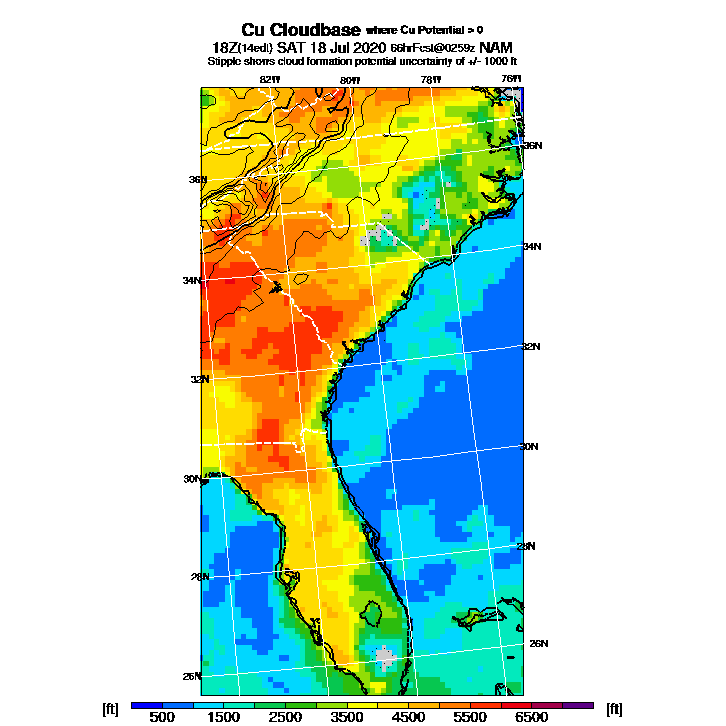 Cu Cloudbase where Cu Potential > 0
18Z(14edt) SAT 18 Jul 2020 66hrFcst@0259z NAM
Stipple shows cloud formation potential uncertainty of +/- 1000 ft
82W 80W 78W 76W
36N
36N
34N
34N
32N
32N
30N
30N
28N
28N
26N
26N
[ft] [ft]
500 1500 2500 3500 4500 5500 6500